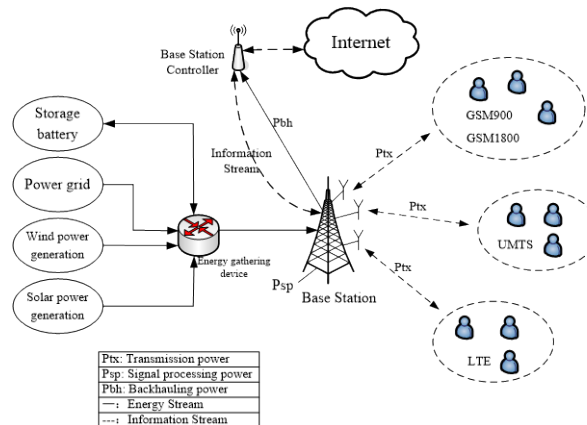 Internet
Base Station
Controller
Pbh
Information
Stream
Storage
battery
Power grid
Wind power
generation
Solar power
generation
Energy gathering
device
Psp
Base Station
Ptx
GSM900
GSM1800
Ptx
UMTS
Ptx
LTE
Ptx: Transmission power
Psp: Signal processing power
Pbh: Backhauling power
—: Energy Stream
---: Information Stream